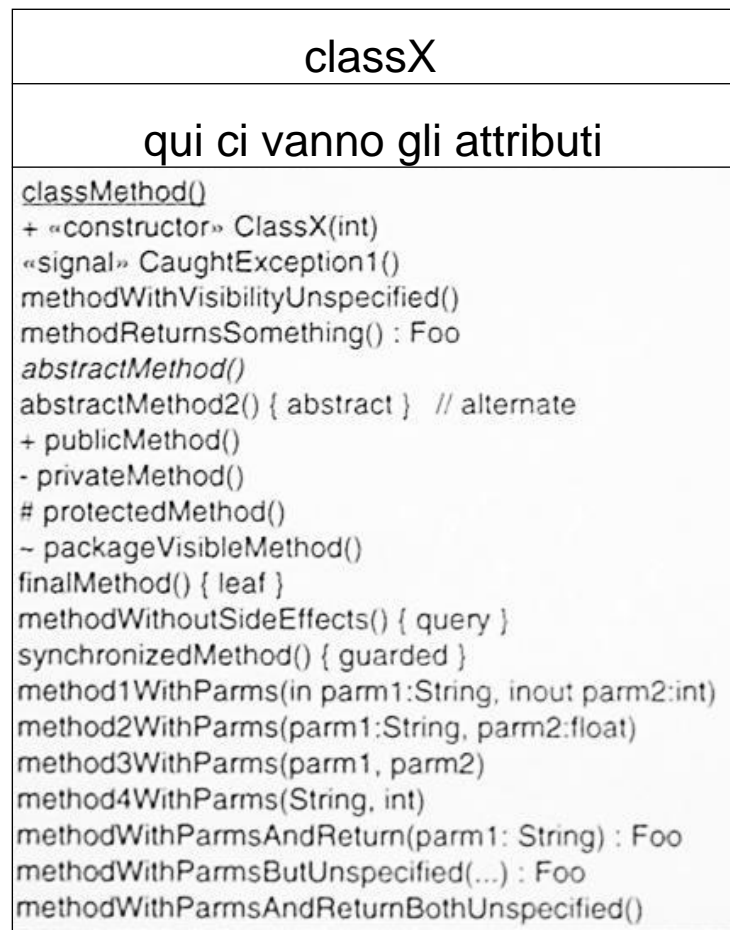 classX
qui ci vanno gli attributi
classMethod()
+ «constructor» ClassX(int)
«signal» CaughtException1()
methodWithVisibilityUnspecified()
methodReturnsSomething() : Foo
abstractMethod()
abstractMethod2() { abstract } // alternate
+ publicMethod()
- privateMethod()
# protectedMethod()
~ packageVisibleMethod()
finalMethod() { leaf }
methodWithoutSideEffects() { query }
synchronizedMethod() { guarded }
method1WithParms(in parm1:String, inout parm2:int)
method2WithParms(parm1:String, parm2:float)
method3WithParms(parm1, parm2)
method4WithParms(String, int)
methodWithParmsAndReturn(parm1: String) : Foo
methodWithParmsButUnspecified(...) : Foo
methodWithParmsAndReturnBothUnspecified()